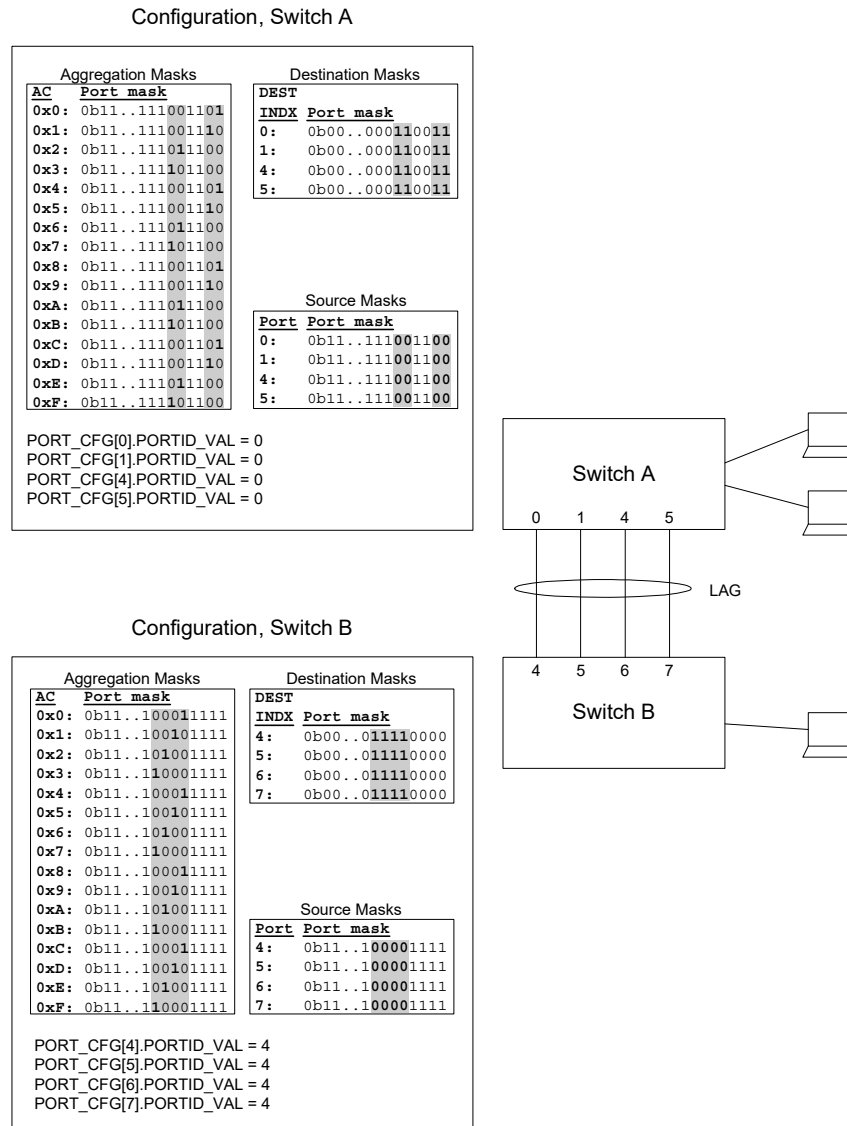 Configuration, Switch A
Aggregation Masks
AC Port mask
0x0: 0b11..111001101
0x1: 0b11..111001110
0x2: 0b11..111011100
0x3: 0b11..111101100
0x4: 0b11..111001101
0x5: 0b11..111001110
0x6: 0b11..111011100
0x7: 0b11..111101100
0x8: 0b11..111001101
0x9: 0b11..111001110
0xA: 0b11..111011100
0xB: 0b11..111101100
0xC: 0b11..111001101
0xD: 0b11..111001110
0xE: 0b11..111011100
0xF: 0b11..111101100
Destination Masks
DEST
INDX Port mask
0: 0b00..000110011
1: 0b00..000110011
4: 0b00..000110011
5: 0b00..000110011
Source Masks
Port Port mask
0: 0b11..111001100
1: 0b11..111001100
4: 0b11..111001100
5: 0b11..111001100
PORT_CFG[0].PORTID_VAL = 0
PORT_CFG[1].PORTID_VAL = 0
PORT_CFG[4].PORTID_VAL = 0
PORT_CFG[5].PORTID_VAL = 0
Switch A
0 1 4 5
LAG
4 5 6 7
Switch B
Configuration, Switch B
Aggregation Masks
AC Port mask
0x0: 0b11..100011111
0x1: 0b11..100101111
0x2: 0b11..101001111
0x3: 0b11..110001111
0x4: 0b11..100011111
0x5: 0b11..100101111
0x6: 0b11..101001111
0x7: 0b11..110001111
0x8: 0b11..100011111
0x9: 0b11..100101111
0xA: 0b11..101001111
0xB: 0b11..110001111
0xC: 0b11..100011111
0xD: 0b11..100101111
0xE: 0b11..101001111
0xF: 0b11..110001111
Destination Masks
DEST
INDX Port mask
4: 0b00..011110000
5: 0b00..011110000
6: 0b00..011110000
7: 0b00..011110000
Source Masks
Port Port mask
4: 0b11..100001111
5: 0b11..100001111
6: 0b11..100001111
7: 0b11..100001111
PORT_CFG[4].PORTID_VAL = 4
PORT_CFG[5].PORTID_VAL = 4
PORT_CFG[6].PORTID_VAL = 4
PORT_CFG[7].PORTID_VAL = 4